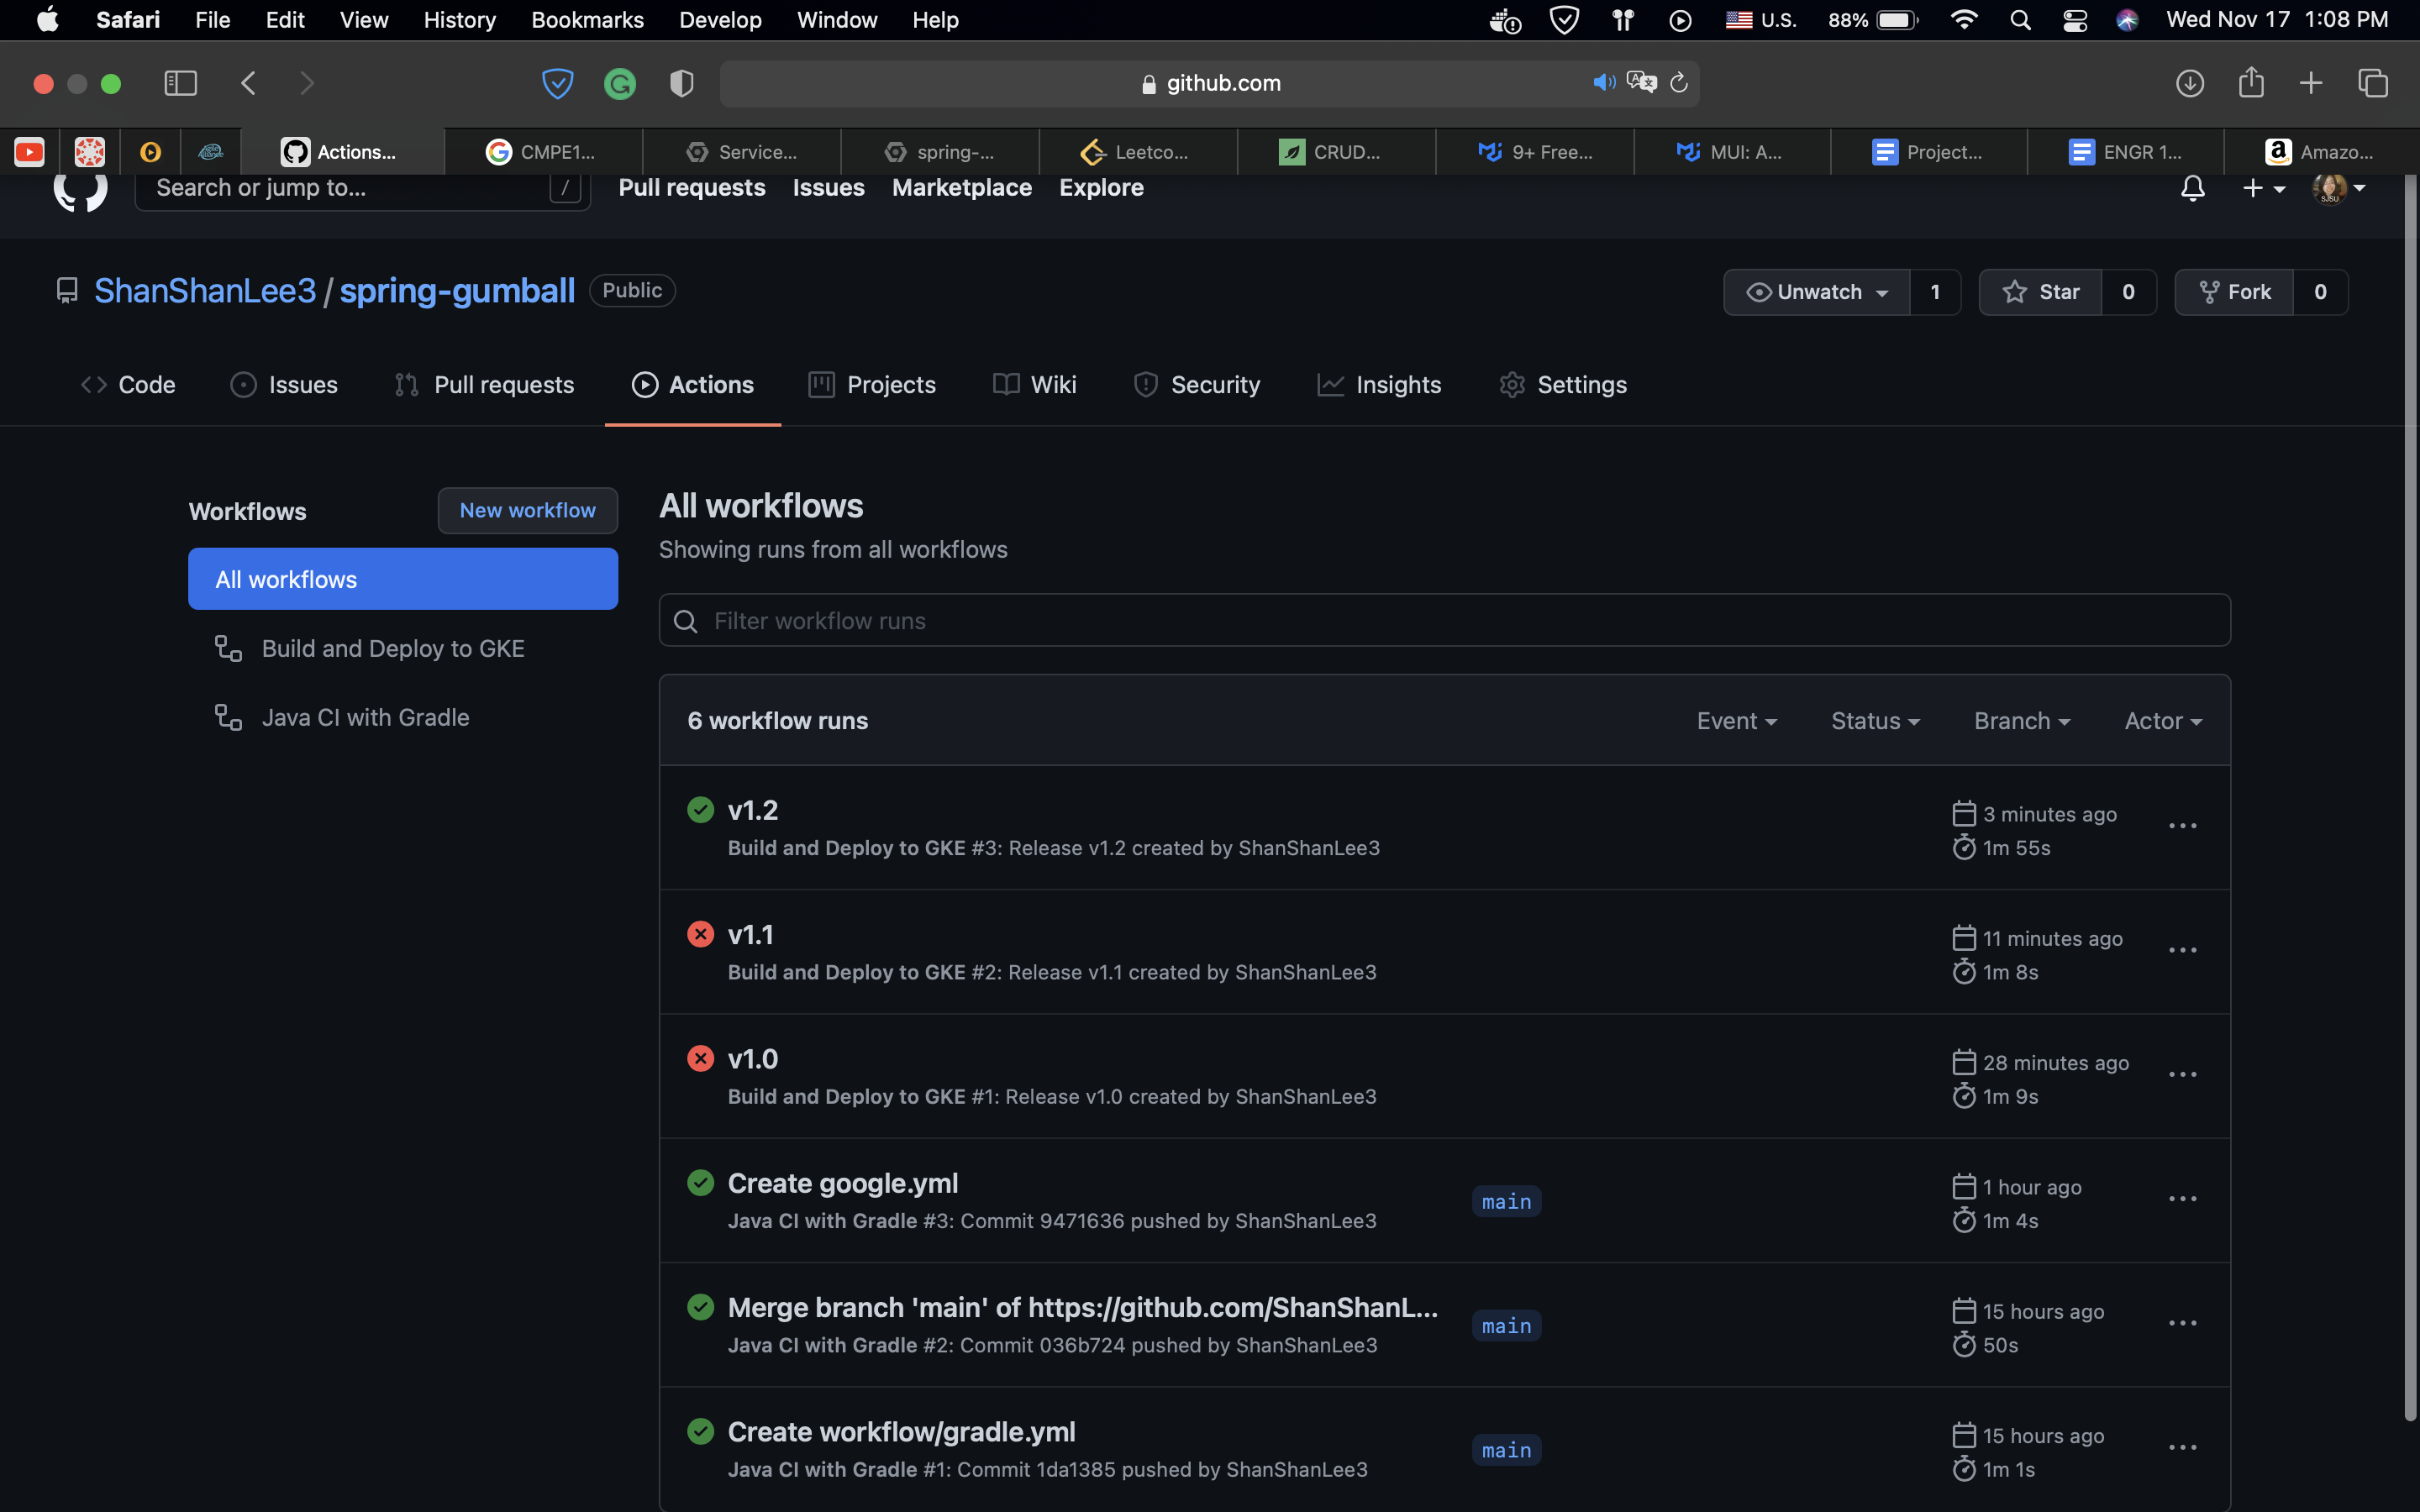 Safari File Edit View History Bookmarks Develop Window Help U.S. 88% Wed Nov 17 1:08 PM
github.com
Actions... CMPE1... Service... spring-... Leetco... CRUD... 9+ Free... MUI: A... Project... ENGR 1... Amazo...
Search or jump to... / Pull requests Issues Marketplace Explore
ShanShanLee3 / spring-gumball Public Unwatch 1 Star 0 Fork 0
Code Issues Pull requests Actions Projects Wiki Security Insights Settings
Workflows New workflow
All workflows
Build and Deploy to GKE
Java CI with Gradle
All workflows
Showing runs from all workflows
Filter workflow runs
6 workflow runs Event Status Branch Actor
v1.2 3 minutes ago
Build and Deploy to GKE #3: Release v1.2 created by ShanShanLee3 1m 55s
v1.1 11 minutes ago
Build and Deploy to GKE #2: Release v1.1 created by ShanShanLee3 1m 8s
v1.0 28 minutes ago
Build and Deploy to GKE #1: Release v1.0 created by ShanShanLee3 1m 9s
Create google.yml main 1 hour ago
Java CI with Gradle #3: Commit 9471636 pushed by ShanShanLee3 1m 4s
Merge branch 'main' of https://github.com/ShanShanL... main 15 hours ago
Java CI with Gradle #2: Commit 036b724 pushed by ShanShanLee3 50s
Create workflow/gradle.yml main 15 hours ago
Java CI with Gradle #1: Commit 1da1385 pushed by ShanShanLee3 1m 1s